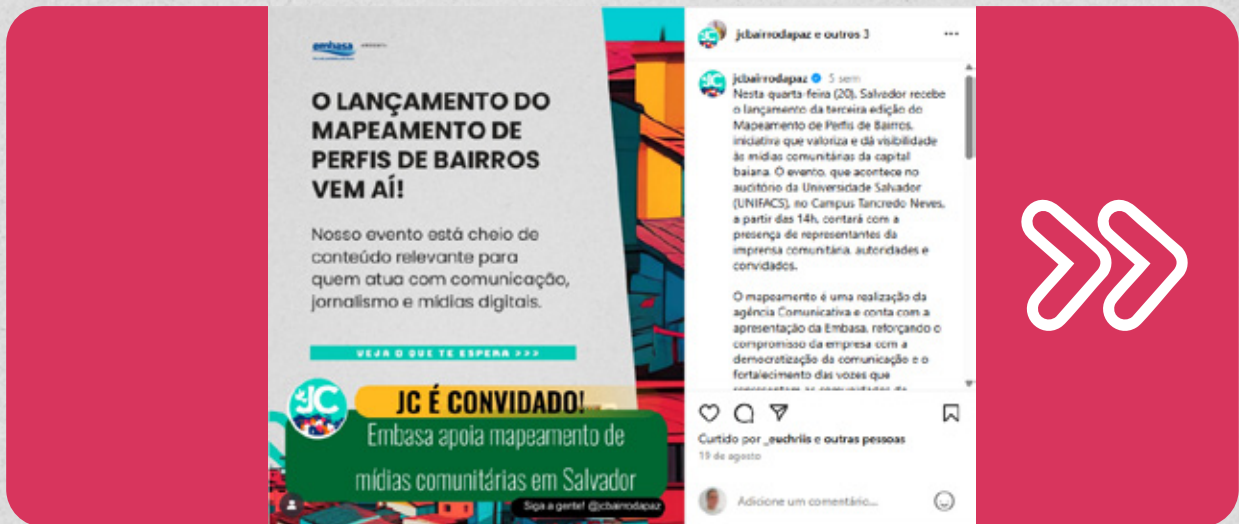 embasa
O LANÇAMENTO DO
MAPEAMENTO DE
PERFIS DE BAIRROS
VEM AÍ!
Nosso evento está cheio de
conteúdo relevante para
quem atua com comunicação,
jornalismo e mídias digitais.
VEJA O QUE TE ESPERA >>>
JC
JC É CONVIDADO!
Embasa apoia mapeamento de
mídias comunitárias em Salvador
Siga a gente! @jcbairrodapaz
jcbairrodapaz e outros 3
jcbairrodapaz 5 sem
Nesta quarta-feira (20), Salvador recebe
o lançamento da terceira edição do
Mapeamento de Perfis de Bairros,
iniciativa que valoriza e dá visibilidade
às mídias comunitárias da capital
baiana. O evento, que acontece no
auditório da Universidade Salvador
(UNIFACS), no Campus Tancredo Neves,
a partir das 14h, contará com a
presença de representantes da
imprensa comunitária, autoridades e
convidados.
O mapeamento é uma realização da
agência Comunicativa e conta com a
apresentação da Embasa, reforçando o
compromisso da empresa com a
democratização da comunicação e o
fortalecimento das vozes que
representam as comunidades de
Curtido por _euchriis e outras pessoas
19 de agosto
Adicione um comentário...